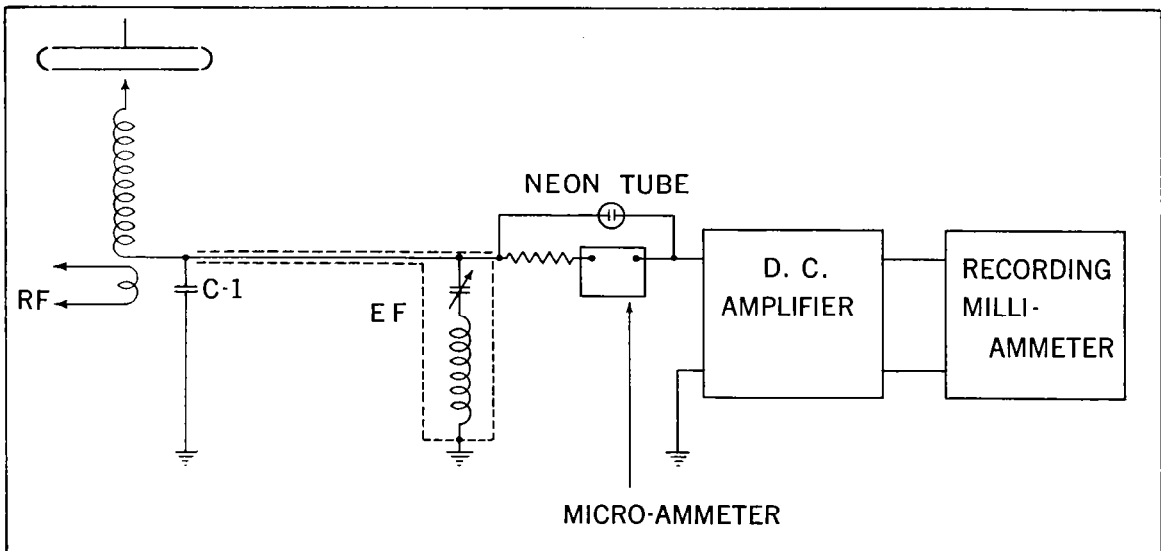 NEON TUBE
RF
C-1
EF
D. C.
AMPLIFIER
RECORDING
MILLI-
AMMETER
MICRO-AMMETER